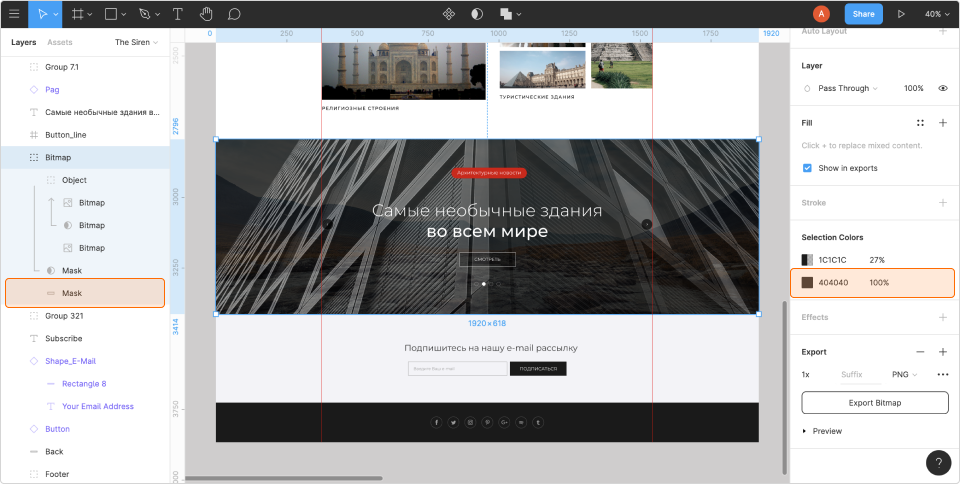 A
Share
40%
Layers
Assets
The Siren
Group 7.1
Pag
Самые необычные здания в...
Button_line
Bitmap
Object
Bitmap
Bitmap
Bitmap
Mask
Mask
Group 321
Subscribe
Shape_E-Mail
Rectangle 8
Your Email Address
Button
Back
Footer
0
250
500
750
1000
1250
1500
1750
1920
2500
2796
3000
3250
3414
3750
РЕЛИГИОЗНЫЕ СТРОЕНИЯ
ТУРИСТИЧЕСКИЕ ЗДАНИЯ
Архитектурные новости
Самые необычные здания
во всем мире
СМОТРЕТЬ
1920 × 618
Подпишитесь на нашу e-mail рассылку
Введите Ваш e-mail
ПОДПИСАТЬСЯ
Auto Layout
Layer
Pass Through
100%
Fill
Click + to replace mixed content.
Show in exports
Stroke
Selection Colors
1C1C1C 27%
404040 100%
Effects
Export
1x Suffix PNG
Export Bitmap
Preview
?